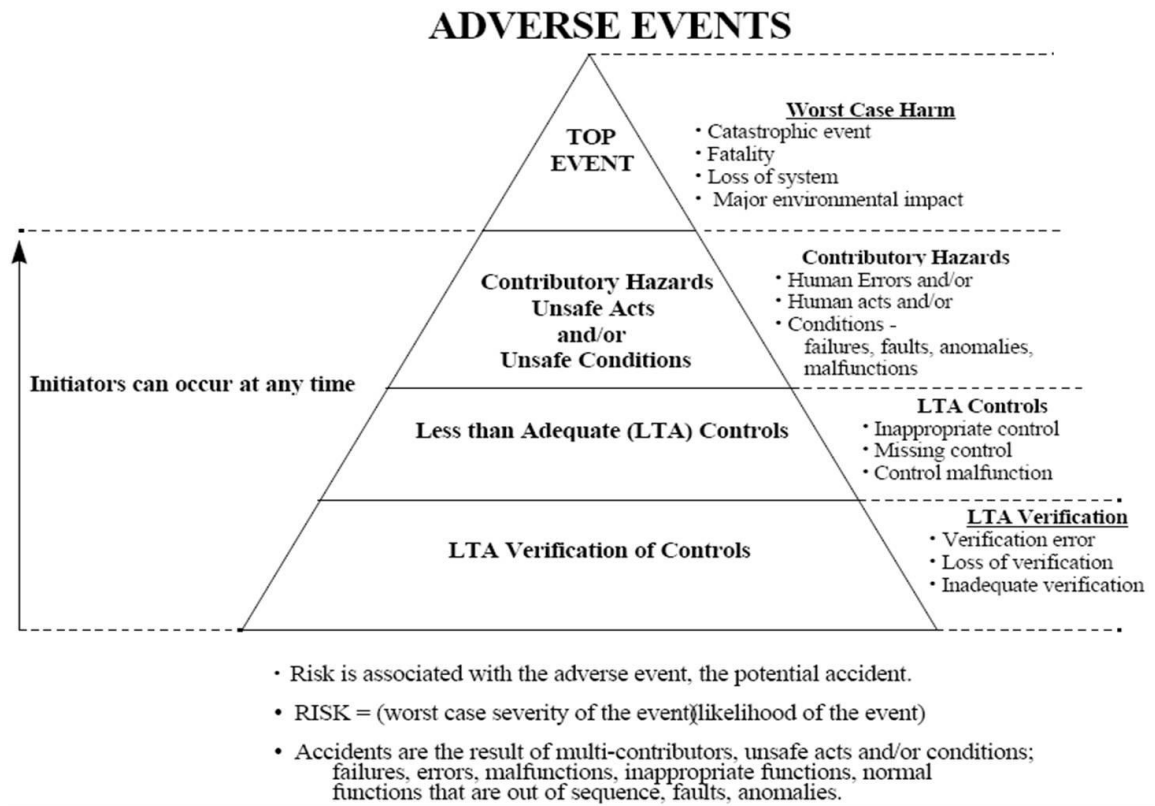 ADVERSE EVENTS
TOP
EVENT
Worst Case Harm
• Catastrophic event
• Fatality
• Loss of system
• Major environmental impact
Contributory Hazards
Unsafe Acts
and/or
Unsafe Conditions
Contributory Hazards
• Human Errors and/or
• Human acts and/or
• Conditions -
failures, faults, anomalies,
malfunctions
Initiators can occur at any time
Less than Adequate (LTA) Controls
LTA Controls
• Inappropriate control
• Missing control
• Control malfunction
LTA Verification of Controls
LTA Verification
• Verification error
• Loss of verification
• Inadequate verification
• Risk is associated with the adverse event, the potential accident.
• RISK = (worst case severity of the event)(likelihood of the event)
• Accidents are the result of multi-contributors, unsafe acts and/or conditions;
failures, errors, malfunctions, inappropriate functions, normal
functions that are out of sequence, faults, anomalies.